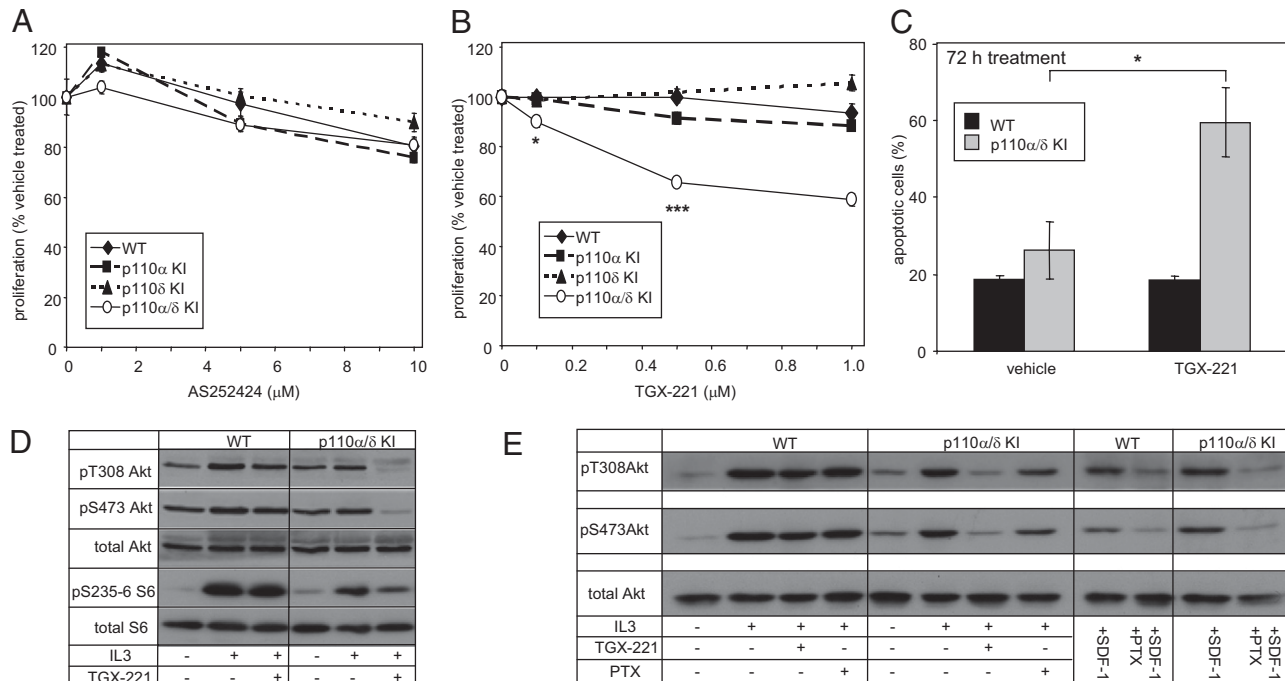 A
120
100
80
60
40
20
0
proliferation (% vehicle treated)
WT
p110α KI
p110δ KI
p110α/δ KI
0 2 4 6 8 10
AS252424 (μM)
B
120
100
80
60
40
20
0
proliferation (% vehicle treated)
*
***
WT
p110α KI
p110δ KI
p110α/δ KI
0 0.2 0.4 0.6 0.8 1.0
TGX-221 (μM)
C
80
60
40
20
0
apoptotic cells (%)
72 h treatment
*
WT
p110α/δ KI
vehicle TGX-221
D
WT p110α/δ KI
pT308 Akt
pS473 Akt
total Akt
pS235-6 S6
total S6
IL3 - + + - + +
TGX-221 - - + - - +
E
WT p110α/δ KI WT p110α/δ KI
pT308Akt
pS473Akt
total Akt
IL3 - + + + - + + +
TGX-221 - - + - - - + -
PTX - - - + - - - +
+SDF-1
+PTX
+SDF-1
+SDF-1
+PTX
+SDF-1